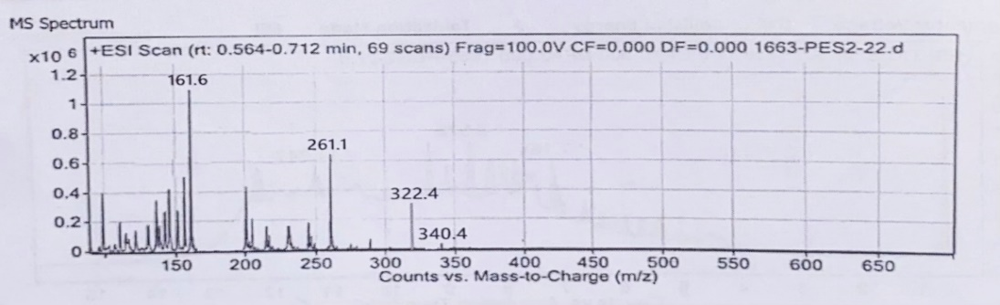 MS Spectrum
x10 6 +ESI Scan (rt: 0.564-0.712 min, 69 scans) Frag=100.0V CF=0.000 DF=0.000 1663-PES2-22.d
1.2
161.6
1
0.8
261.1
0.6
0.4
322.4
0.2
340.4
0
150 200 250 300 350 400 450 500 550 600 650
Counts vs. Mass-to-Charge (m/z)